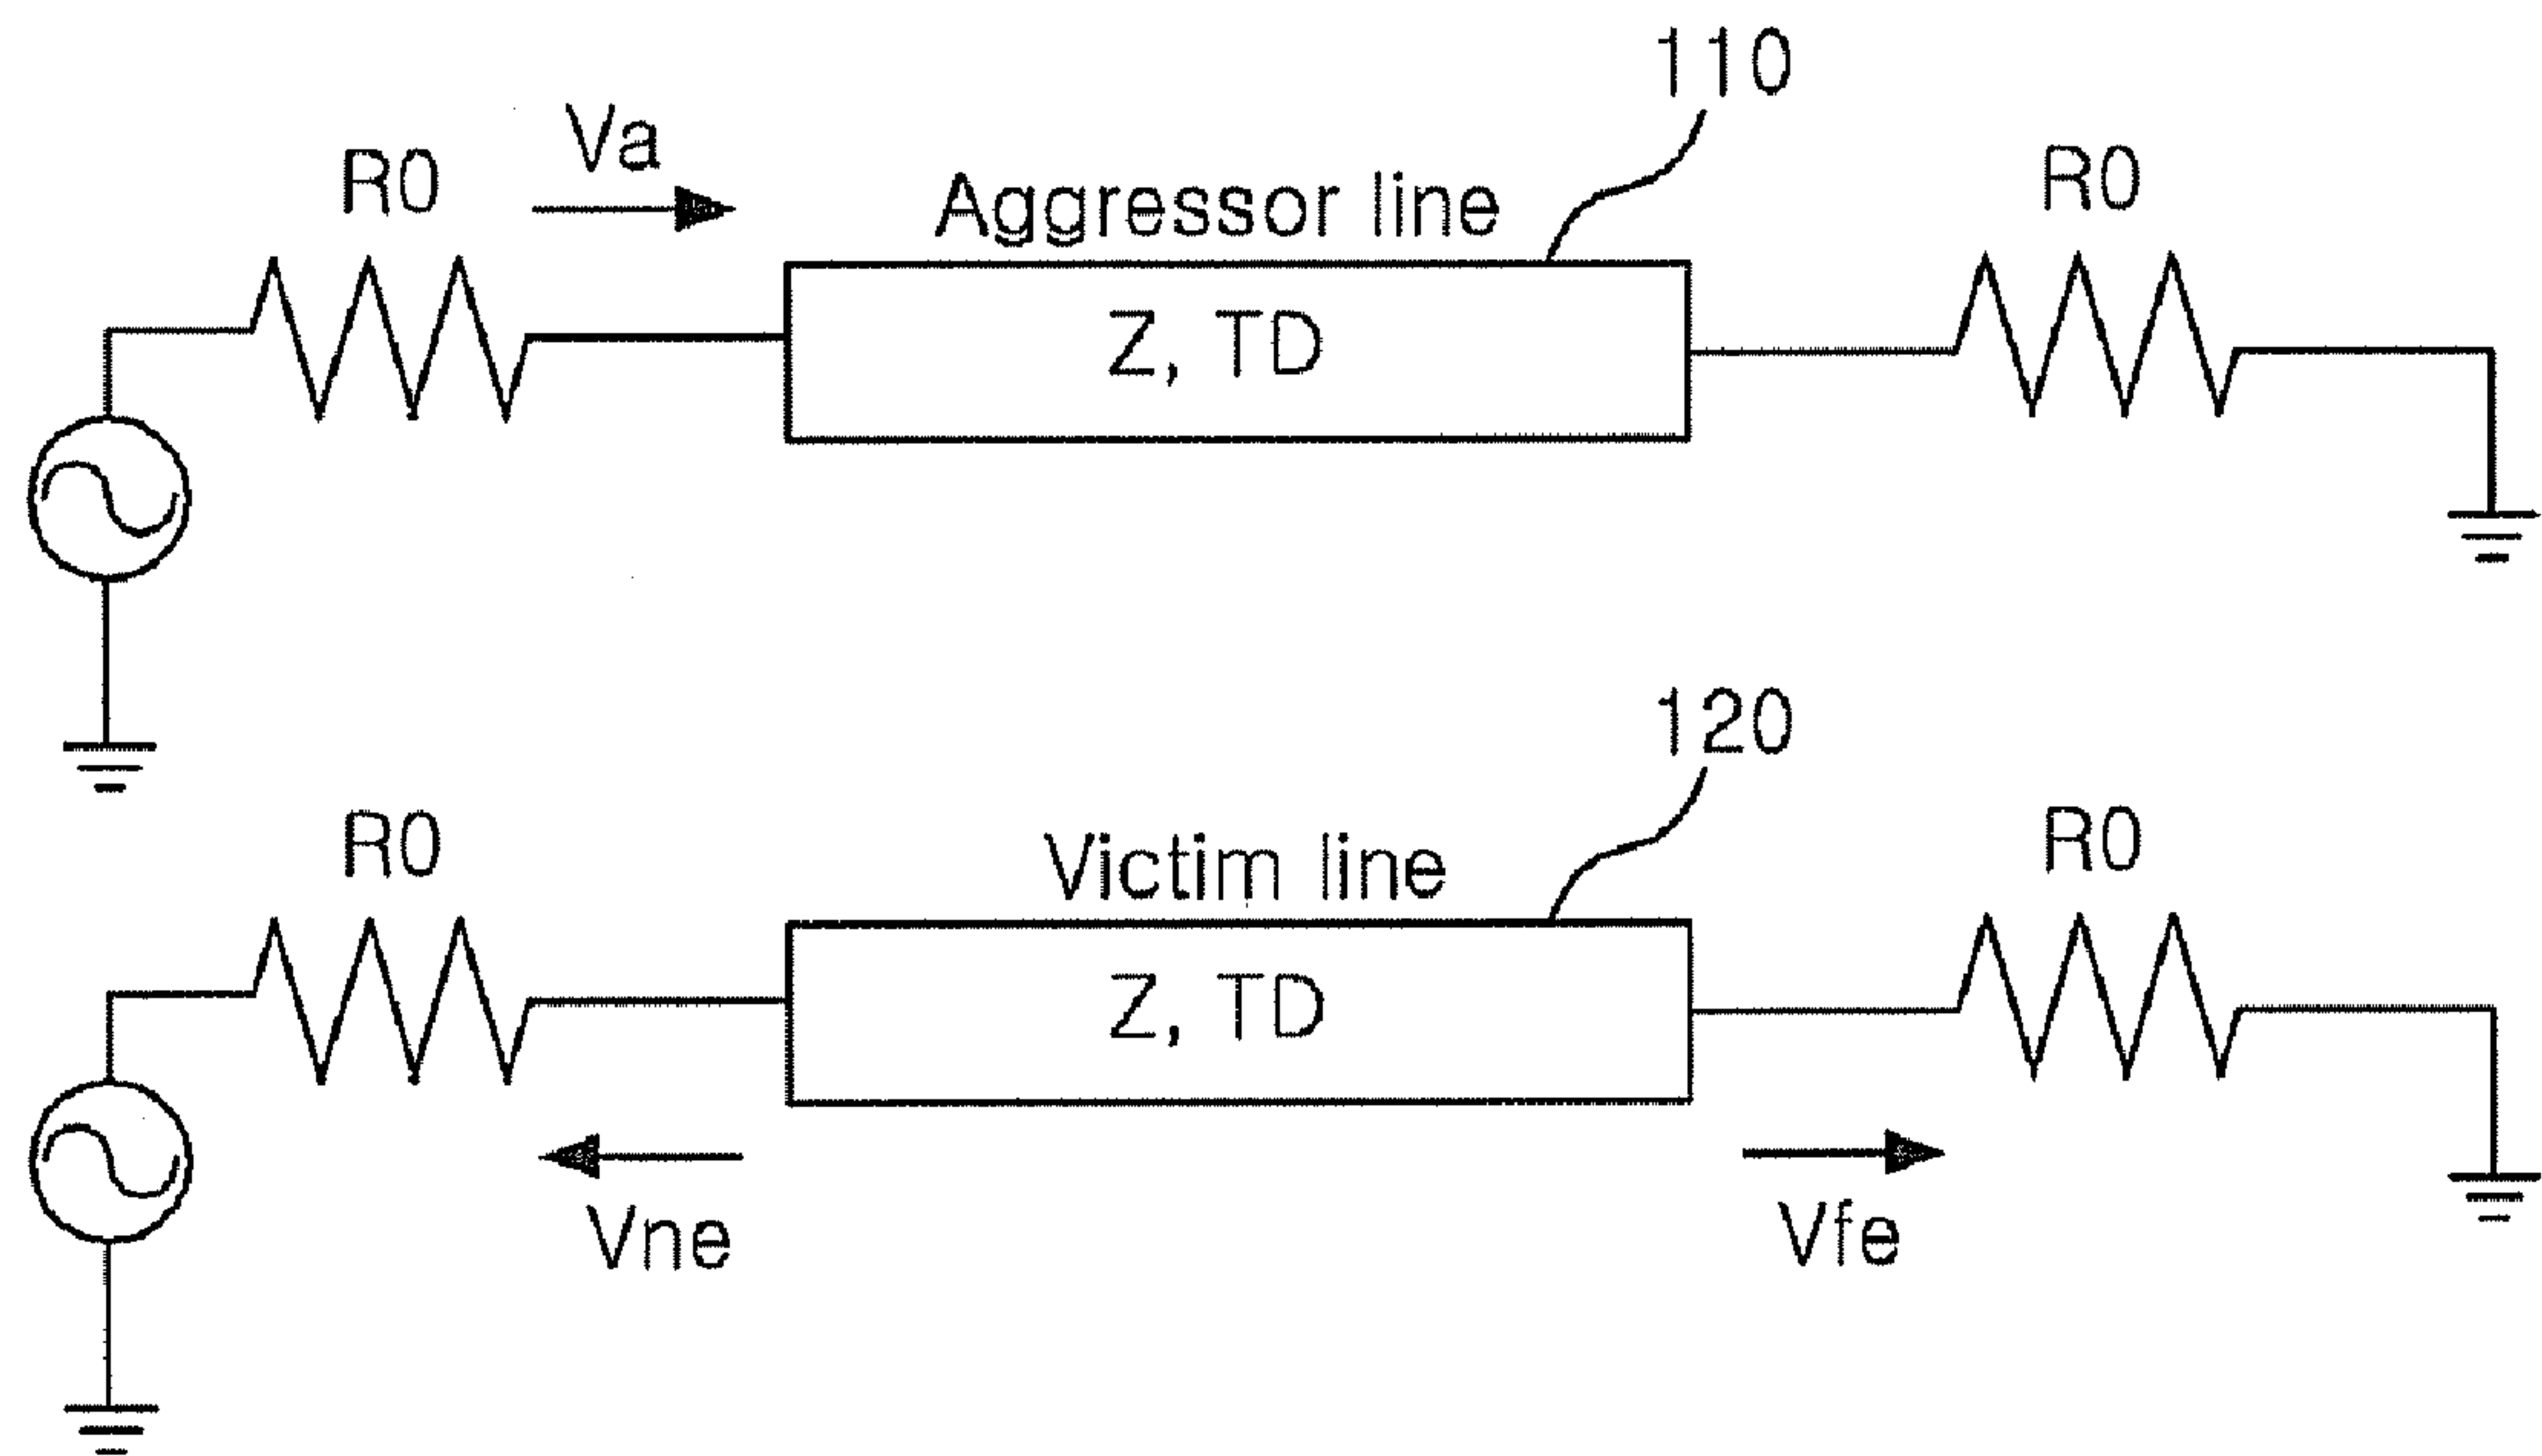 110
Va
R0
Aggressor line
R0
Z, TD
120
R0
Victim line
R0
Z, TD
Vne
Vfe